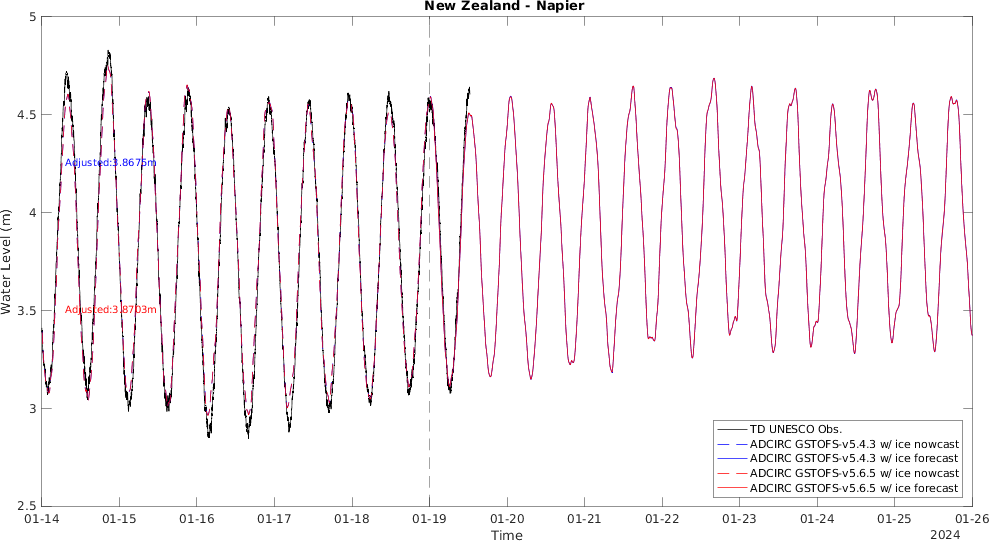 New Zealand - Napier
5
4.5
4
3.5
3
2.5
Water Level (m)
Adjusted:3.8675m
Adjusted:3.8703m
TD UNESCO Obs.
ADCIRC GSTOFS-v5.4.3 w/ ice nowcast
ADCIRC GSTOFS-v5.4.3 w/ ice forecast
ADCIRC GSTOFS-v5.6.5 w/ ice nowcast
ADCIRC GSTOFS-v5.6.5 w/ ice forecast
01-14 01-15 01-16 01-17 01-18 01-19 01-20 01-21 01-22 01-23 01-24 01-25 01-26
Time
2024